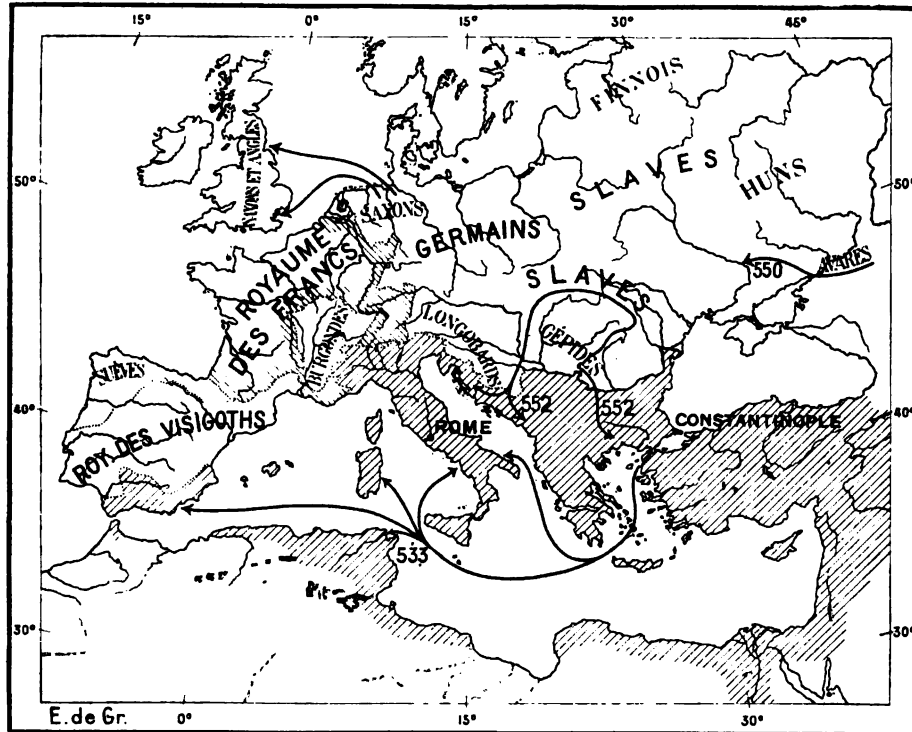 15° 0° 15° 30° 45°
FINNOIS
SLAVES
HUNS
SAXONS ET ANGLES
50° 50°
SAXONS
GERMAINS
ROYAUME
DES FRANCS
SLAVES
550
AVARES
LONGOBARDS
GÉPIDES
BURGONDES
SUÈVES
552
552
40° 40°
ROME
CONSTANTINOPLE
ROY DES VISIGOTHS
533
30° 30°
E. de Gr.
0° 15° 30°